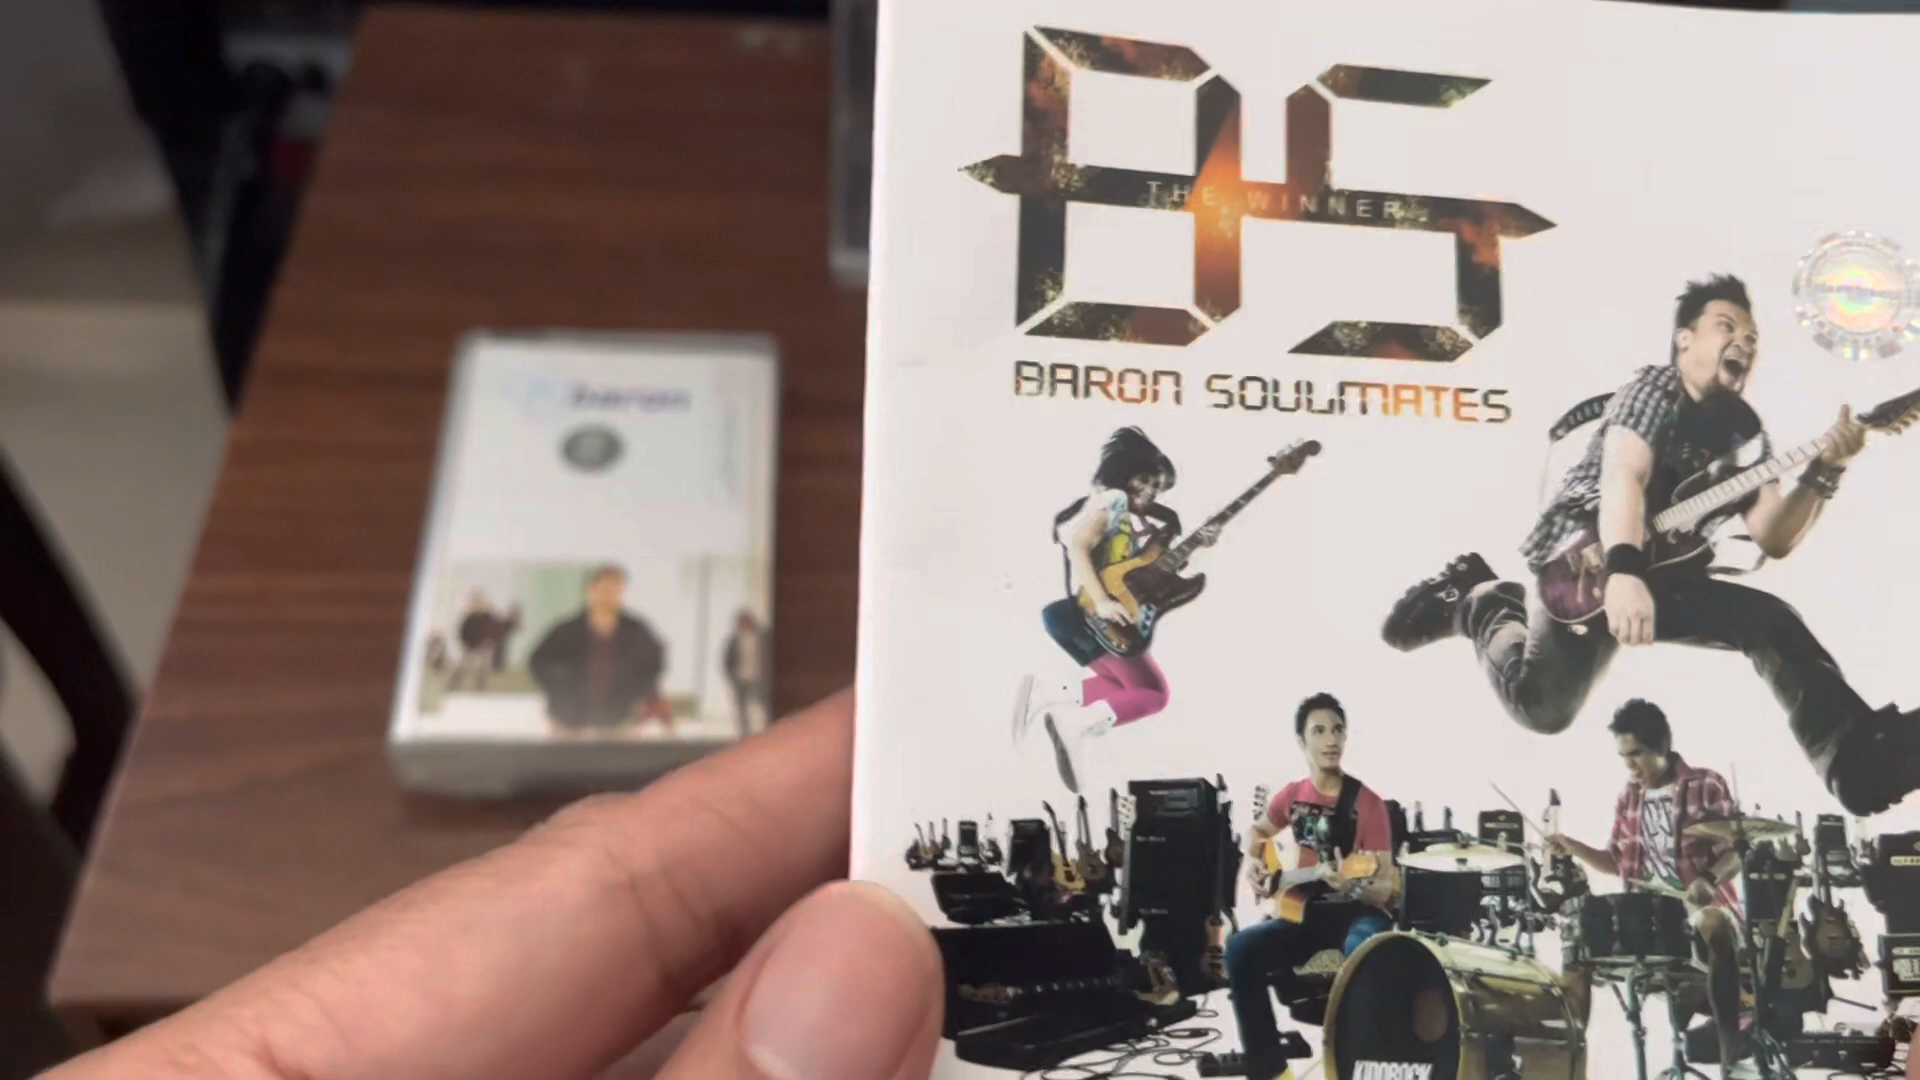 BS
THE WINNER
BARON SOULMATES
baron
KIDDROCK